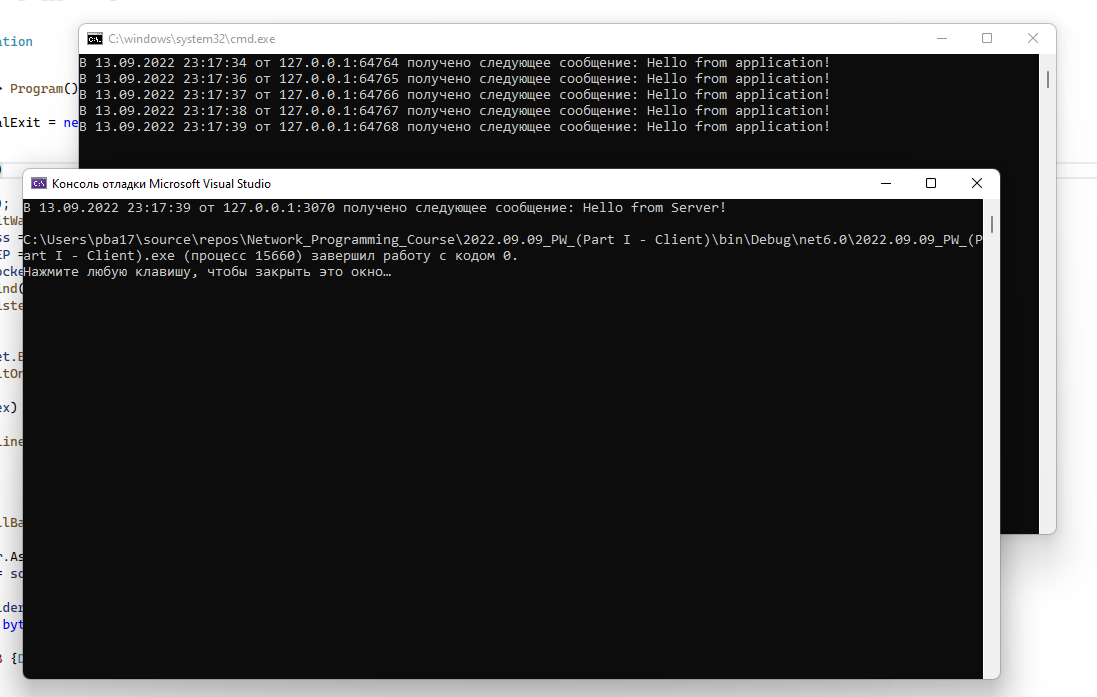 ation
C:\windows\system32\cmd.exe
В 13.09.2022 23:17:34 от 127.0.0.1:64764 получено следующее сообщение: Hello from application!
В 13.09.2022 23:17:36 от 127.0.0.1:64765 получено следующее сообщение: Hello from application!
Program()
В 13.09.2022 23:17:37 от 127.0.0.1:64766 получено следующее сообщение: Hello from application!
В 13.09.2022 23:17:38 от 127.0.0.1:64767 получено следующее сообщение: Hello from application!
alExit = ne
В 13.09.2022 23:17:39 от 127.0.0.1:64768 получено следующее сообщение: Hello from application!
Консоль отладки Microsoft Visual Studio
В 13.09.2022 23:17:39 от 127.0.0.1:3070 получено следующее сообщение: Hello from Server!
C:\Users\pba17\source\repos\Network_Programming_Course\2022.09.09_PW_(Part I - Client)\bin\Debug\net6.0\2022.09.09_PW_(P
art I - Client).exe (процесс 15660) завершил работу с кодом 0.
Нажмите любую клавишу, чтобы закрыть это окно…